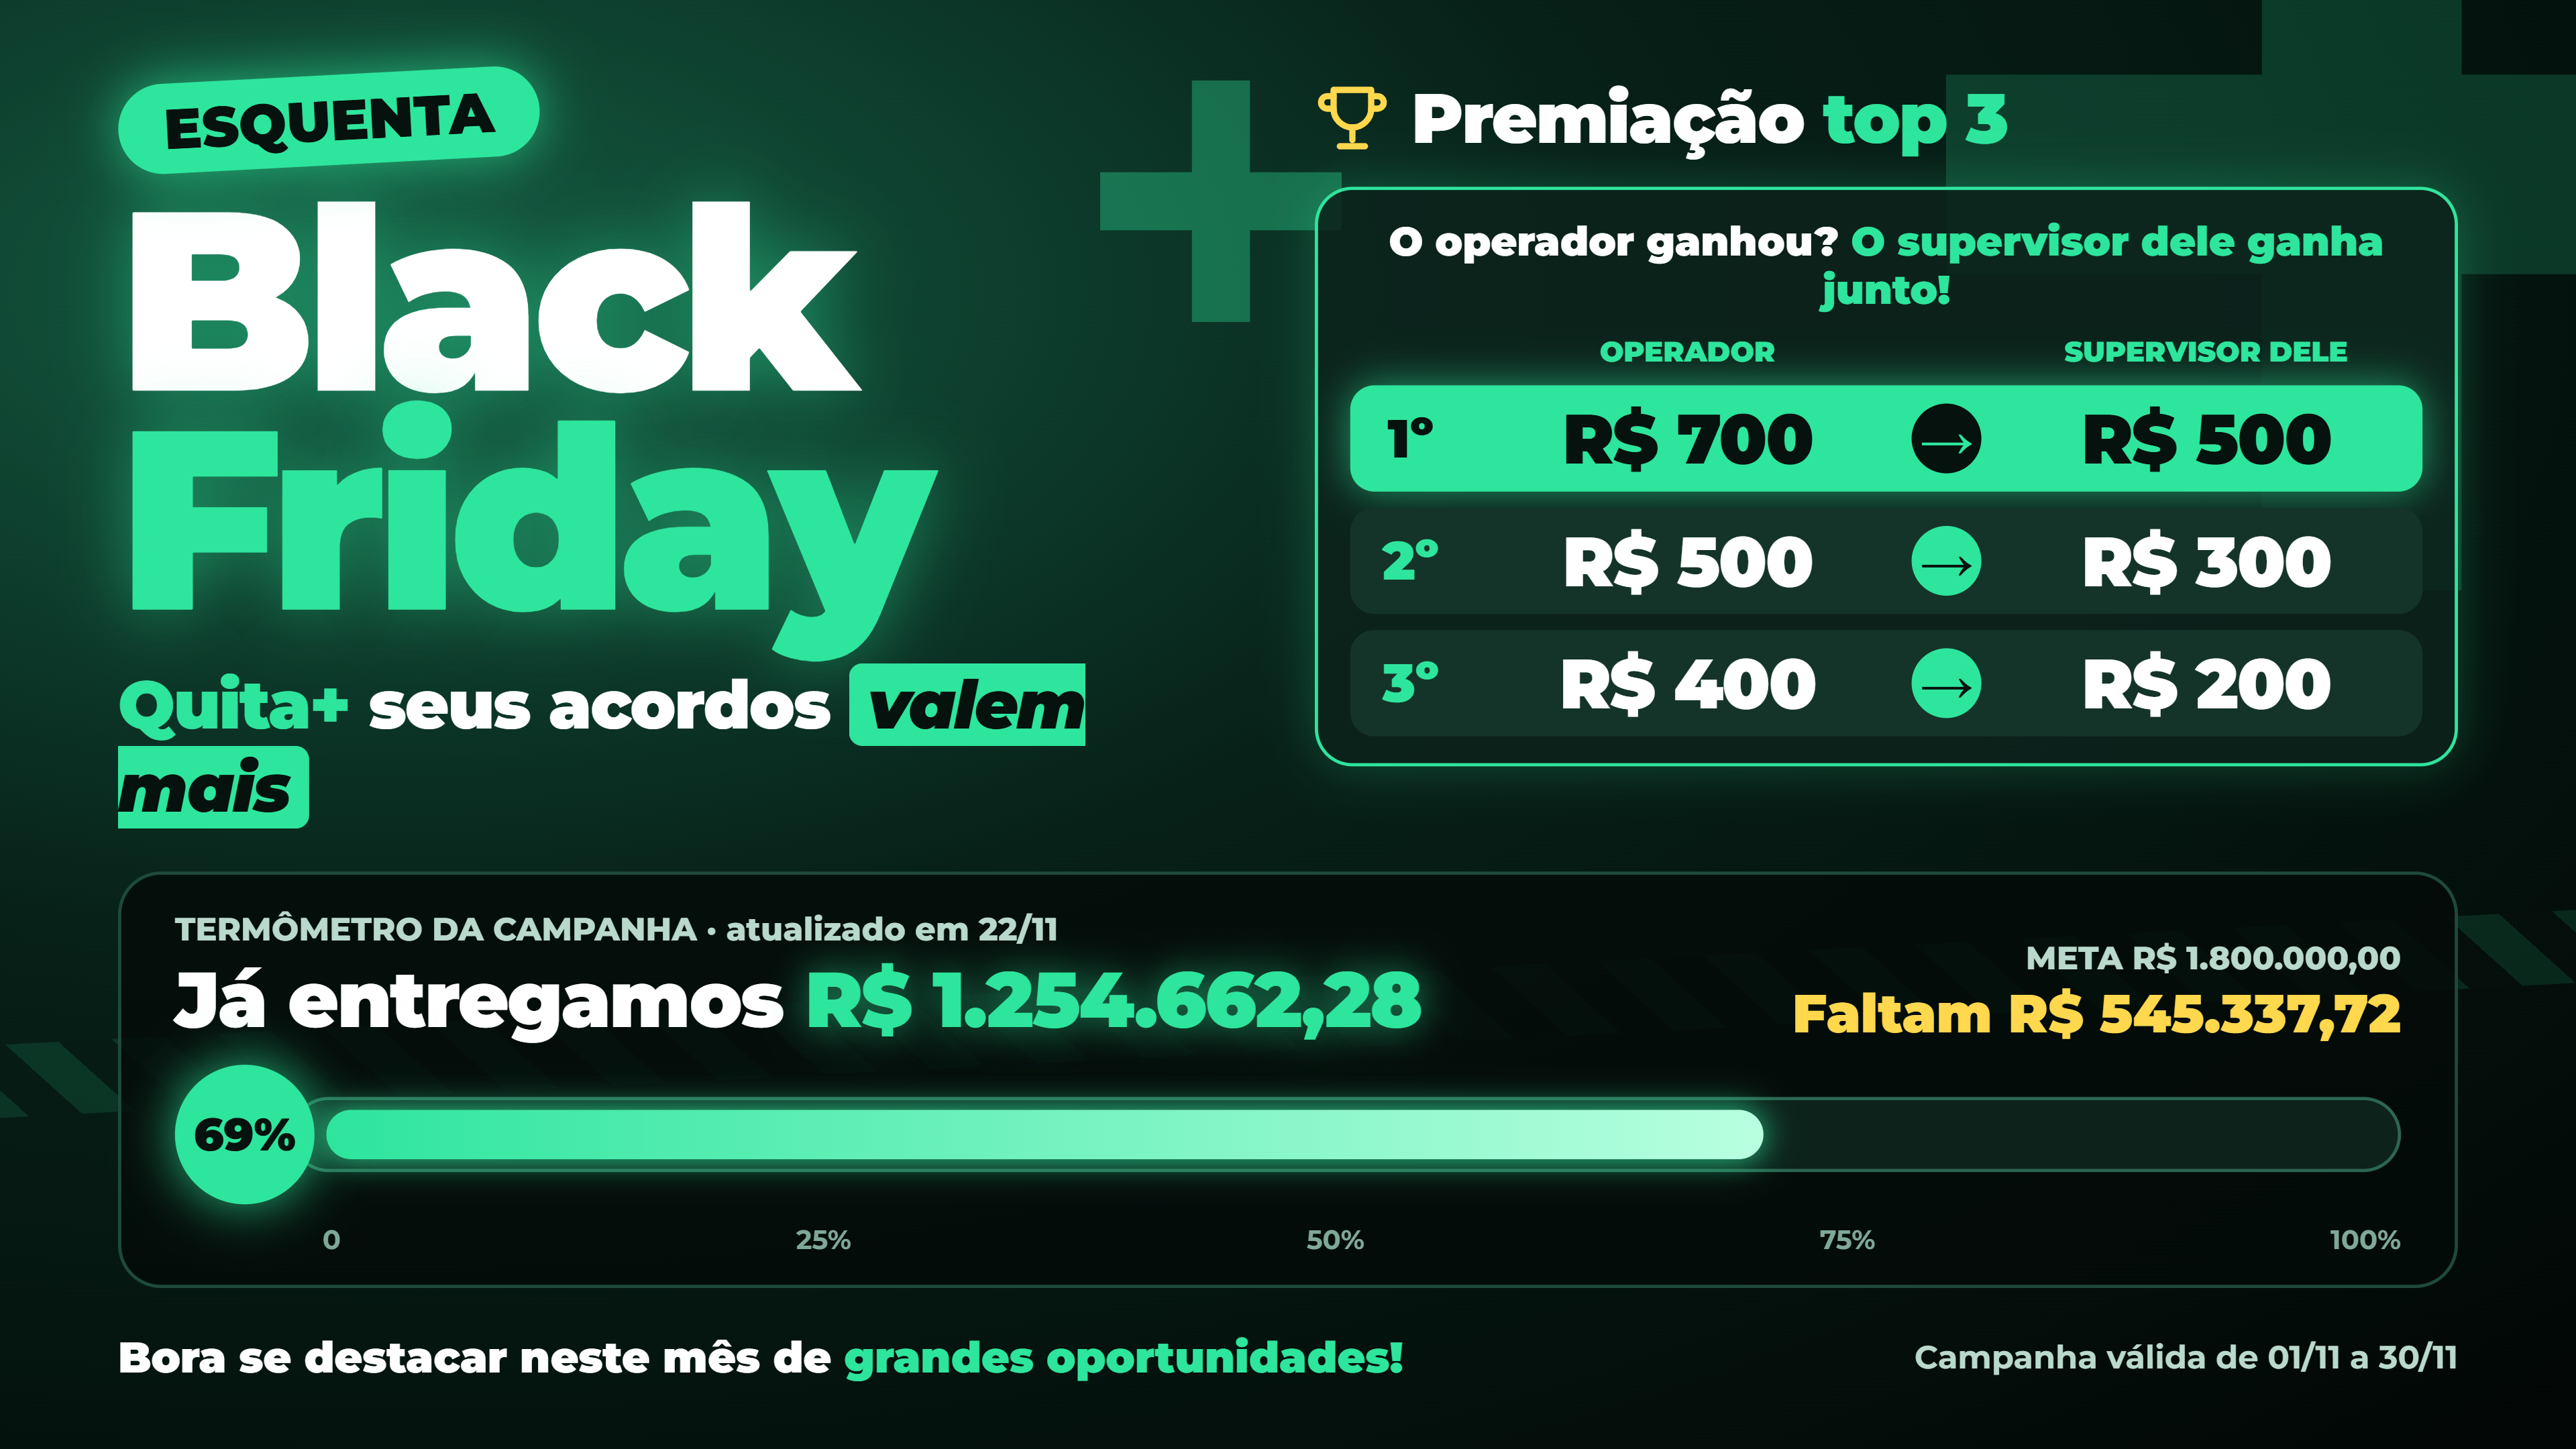 ESQUENTA
Black
Friday
Quita+ seus acordos valem
mais
Premiação top 3
O operador ganhou? O supervisor dele ganha
junto!
OPERADOR SUPERVISOR DELE
1º R$ 700 → R$ 500
2º R$ 500 → R$ 300
3º R$ 400 → R$ 200
TERMÔMETRO DA CAMPANHA · atualizado em 22/11
Já entregamos R$ 1.254.662,28
META R$ 1.800.000,00
Faltam R$ 545.337,72
69%
0 25% 50% 75% 100%
Bora se destacar neste mês de grandes oportunidades!
Campanha válida de 01/11 a 30/11